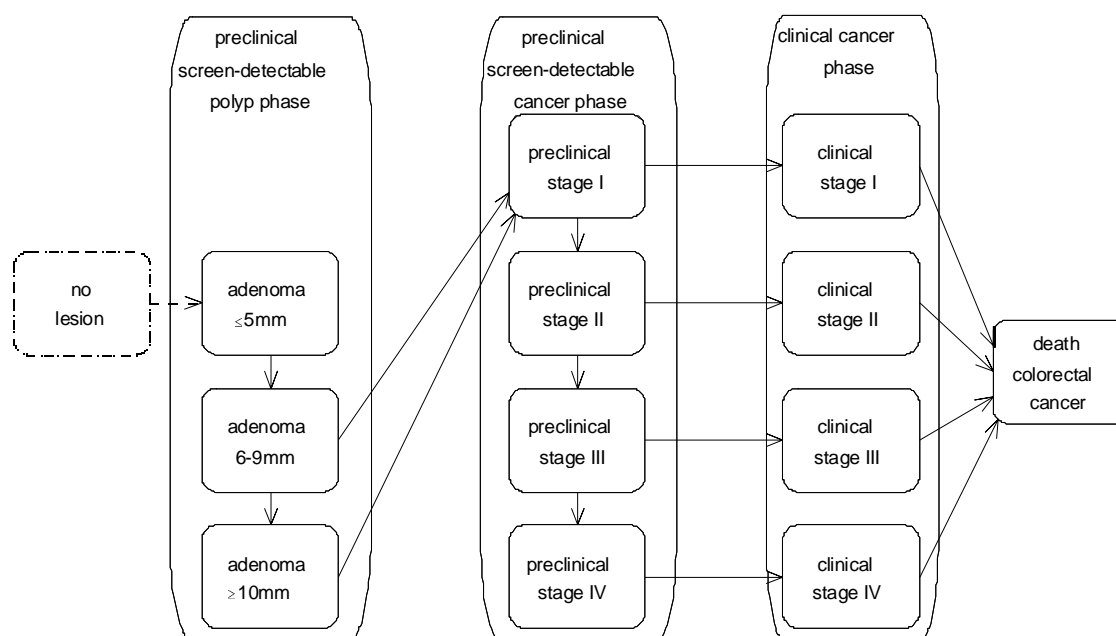 preclinical
screen-detectable
polyp phase
no
lesion
adenoma
≤5mm
adenoma
6-9mm
adenoma
≥10mm
preclinical
screen-detectable
cancer phase
preclinical
stage I
preclinical
stage II
preclinical
stage III
preclinical
stage IV
clinical cancer
phase
clinical
stage I
clinical
stage II
clinical
stage III
clinical
stage IV
death
colorectal
cancer